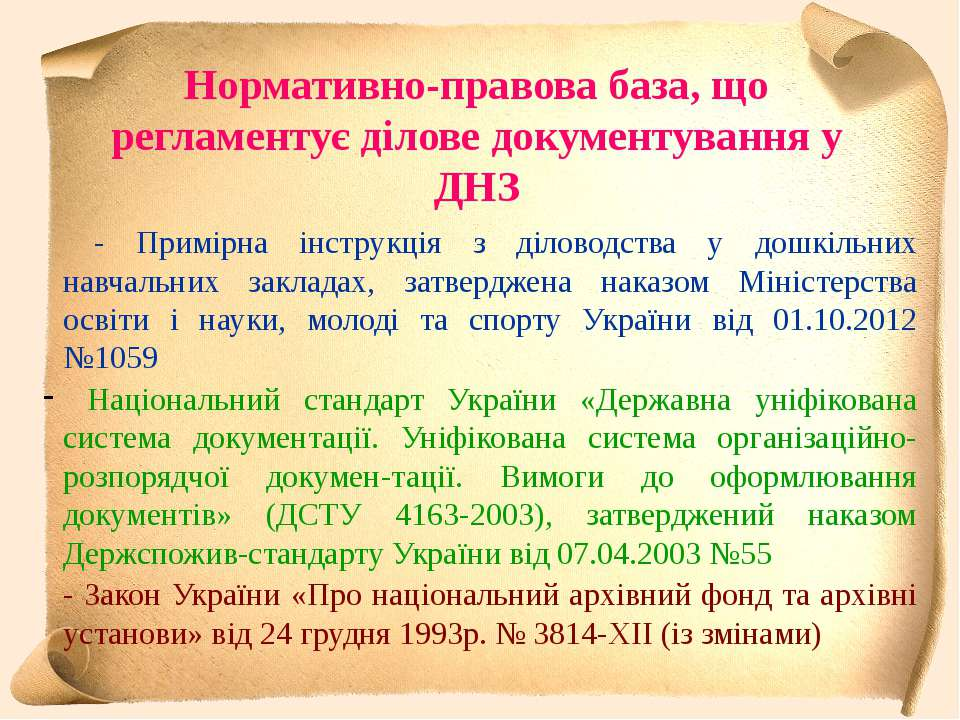 Нормативно-правова база, що
регламентує ділове документування у
ДНЗ
- Примірна інструкція з діловодства у дошкільних
навчальних закладах, затверджена наказом Міністерства
освіти і науки, молоді та спорту України від 01.10.2012
№1059
- Національний стандарт України «Державна уніфікована
система документації. Уніфікована система організаційно-
розпорядчої докумен-тації. Вимоги до оформлювання
документів» (ДСТУ 4163-2003), затверджений наказом
Держспожив-стандарту України від 07.04.2003 №55
- Закон України «Про національний архівний фонд та архівні
установи» від 24 грудня 1993р. № 3814-XII (із змінами)